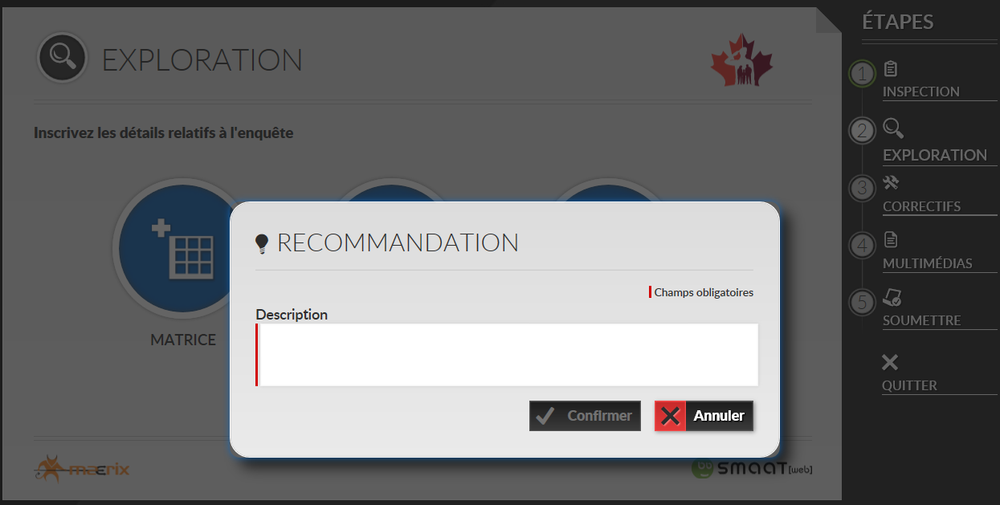 EXPLORATION
Inscrivez les détails relatifs à l'enquête
MATRICE
RECOMMANDATION
Champs obligatoires
Description
Confirmer
Annuler
maerix
smaaT[web]
ÉTAPES
1
INSPECTION
2
EXPLORATION
3
CORRECTIFS
4
MULTIMÉDIAS
5
SOUMETTRE
QUITTER